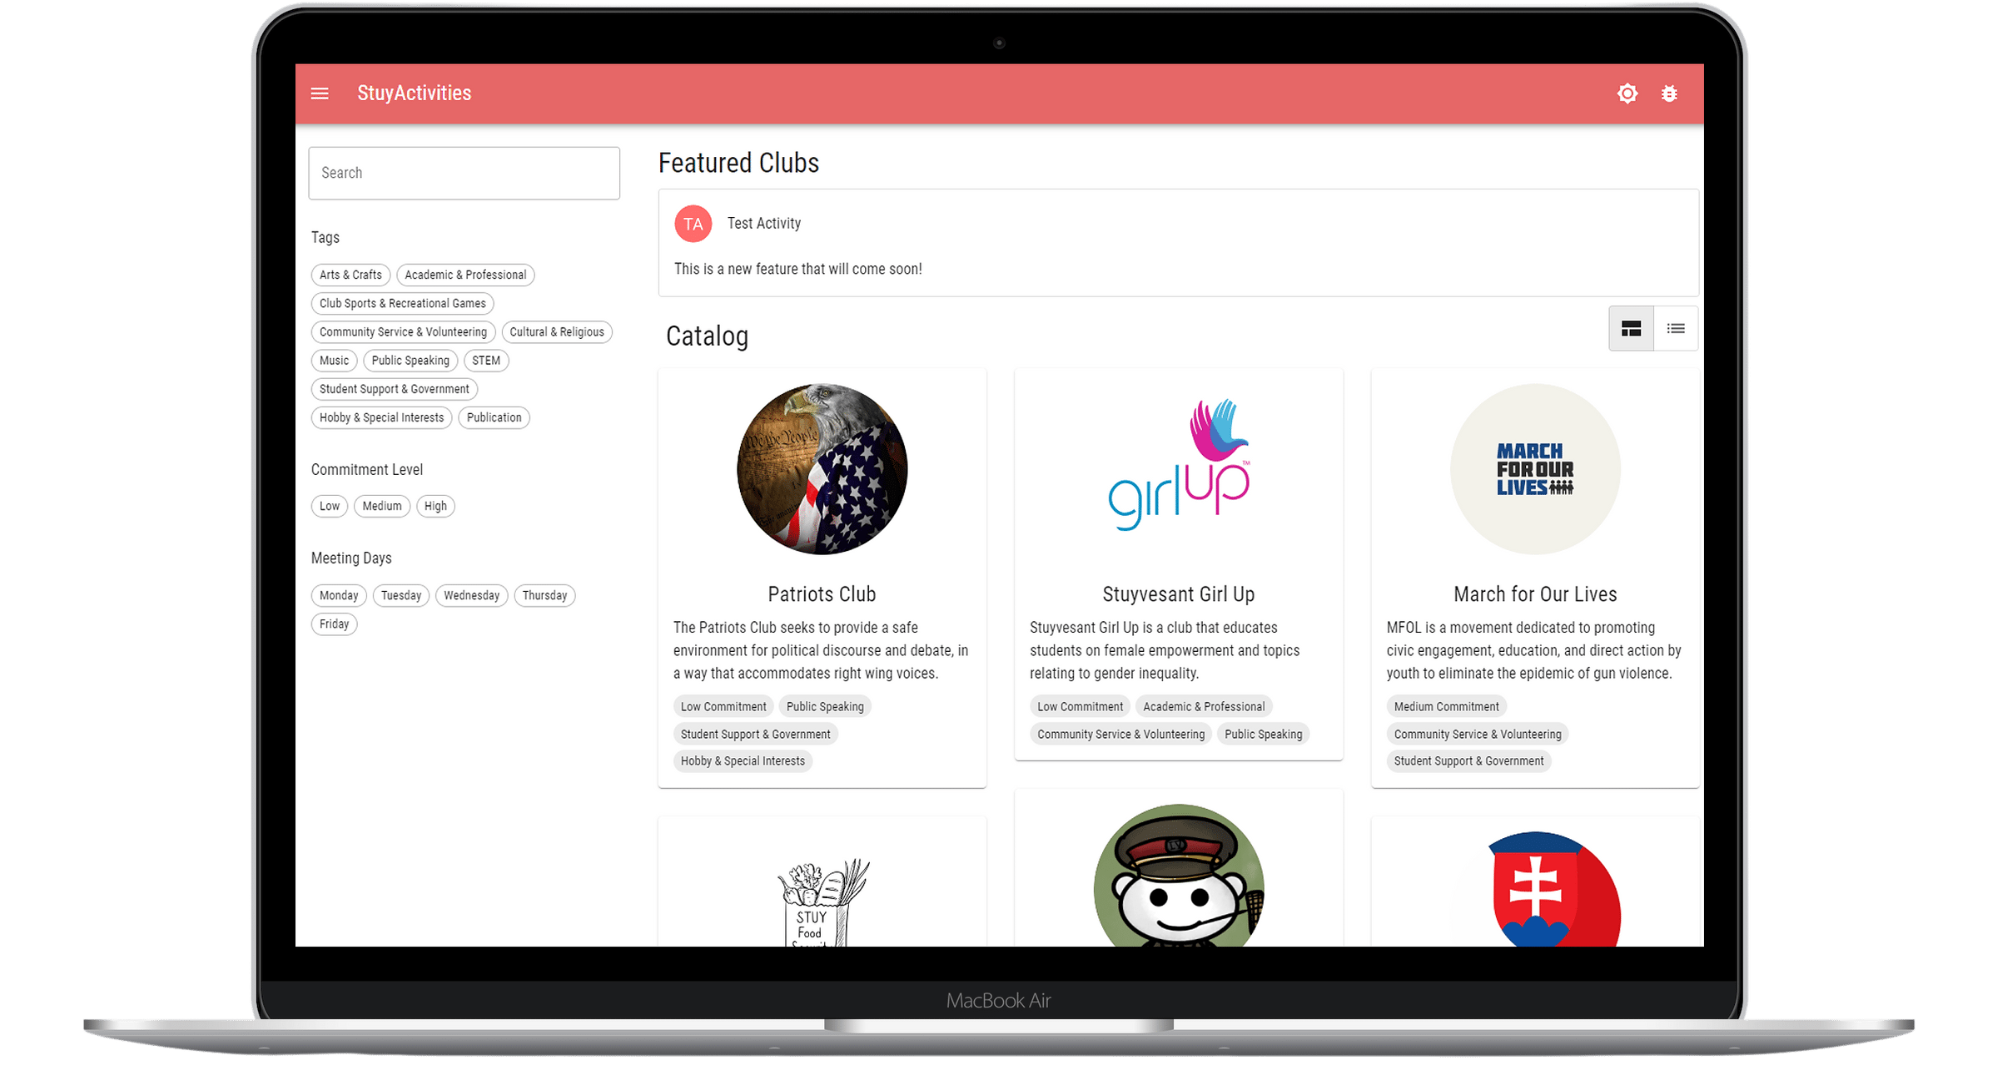 StuyActivities
Search
Tags
Arts & Crafts
Academic & Professional
Club Sports & Recreational Games
Community Service & Volunteering
Cultural & Religious
Music
Public Speaking
STEM
Student Support & Government
Hobby & Special Interests
Publication
Commitment Level
Low
Medium
High
Meeting Days
Monday
Tuesday
Wednesday
Thursday
Friday
Featured Clubs
TA
Test Activity
This is a new feature that will come soon!
Catalog
We the People
Patriots Club
The Patriots Club seeks to provide a safe
environment for political discourse and debate, in
a way that accommodates right wing voices.
Low Commitment
Public Speaking
Student Support & Government
Hobby & Special Interests
girl up™
Stuyvesant Girl Up
Stuyvesant Girl Up is a club that educates
students on female empowerment and topics
relating to gender inequality.
Low Commitment
Academic & Professional
Community Service & Volunteering
Public Speaking
MARCH
FOR OUR
LIVES
March for Our Lives
MFOL is a movement dedicated to promoting
civic engagement, education, and direct action by
youth to eliminate the epidemic of gun violence.
Medium Commitment
Community Service & Volunteering
Student Support & Government
STUY
Food
MacBook Air